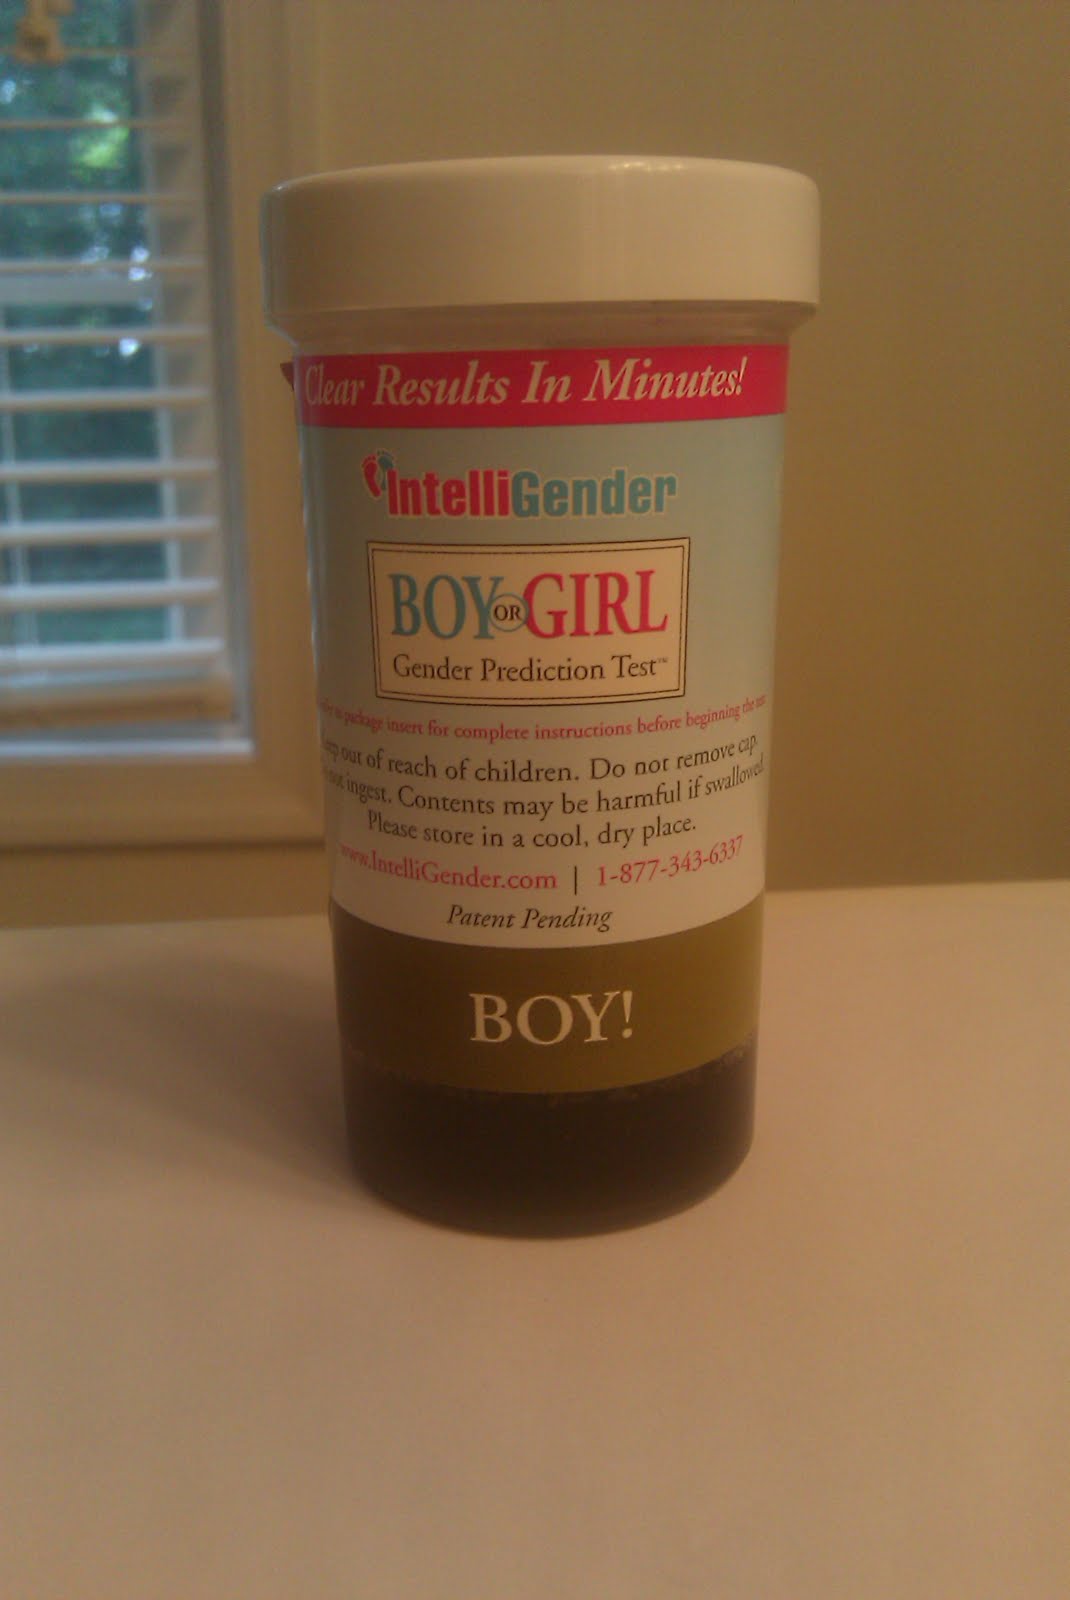 Clear Results In Minutes!
IntelliGender
BOY OR GIRL
Gender Prediction Test™
package insert for complete instructions before beginning the test
out of reach of children. Do not remove cap.
not ingest. Contents may be harmful if swallowed.
Please store in a cool, dry place.
www.IntelliGender.com | 1-877-343-6337
Patent Pending
BOY!